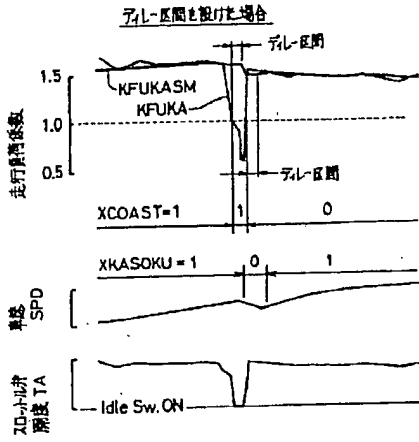 ディレー区間を設けた場合
ディレー区間
1.5
KFUKASM
KFUKA
1.0
0.5
走行負荷係数
ディレー区間
XCOAST=1
1
0
XKASOKU = 1
0
1
車速
SPD
スロットル弁
開度 TA
Idle Sw. ON